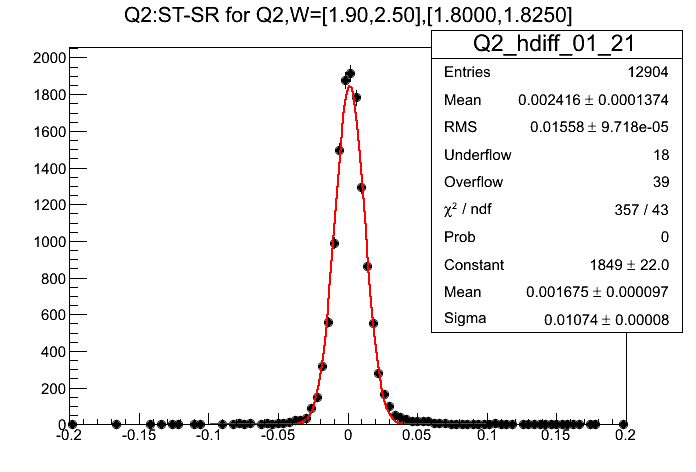 Q2:ST-SR for Q2,W=[1.90,2.50],[1.8000,1.8250]
Q2_hdiff_01_21
Entries 12904
Mean 0.002416 ± 0.0001374
RMS 0.01558 ± 9.718e-05
Underflow 18
Overflow 39
χ² / ndf 357 / 43
Prob 0
Constant 1849 ± 22.0
Mean 0.001675 ± 0.000097
Sigma 0.01074 ± 0.00008
2000
1800
1600
1400
1200
1000
800
600
400
200
0
-0.2 -0.15 -0.1 -0.05 0 0.05 0.1 0.15 0.2